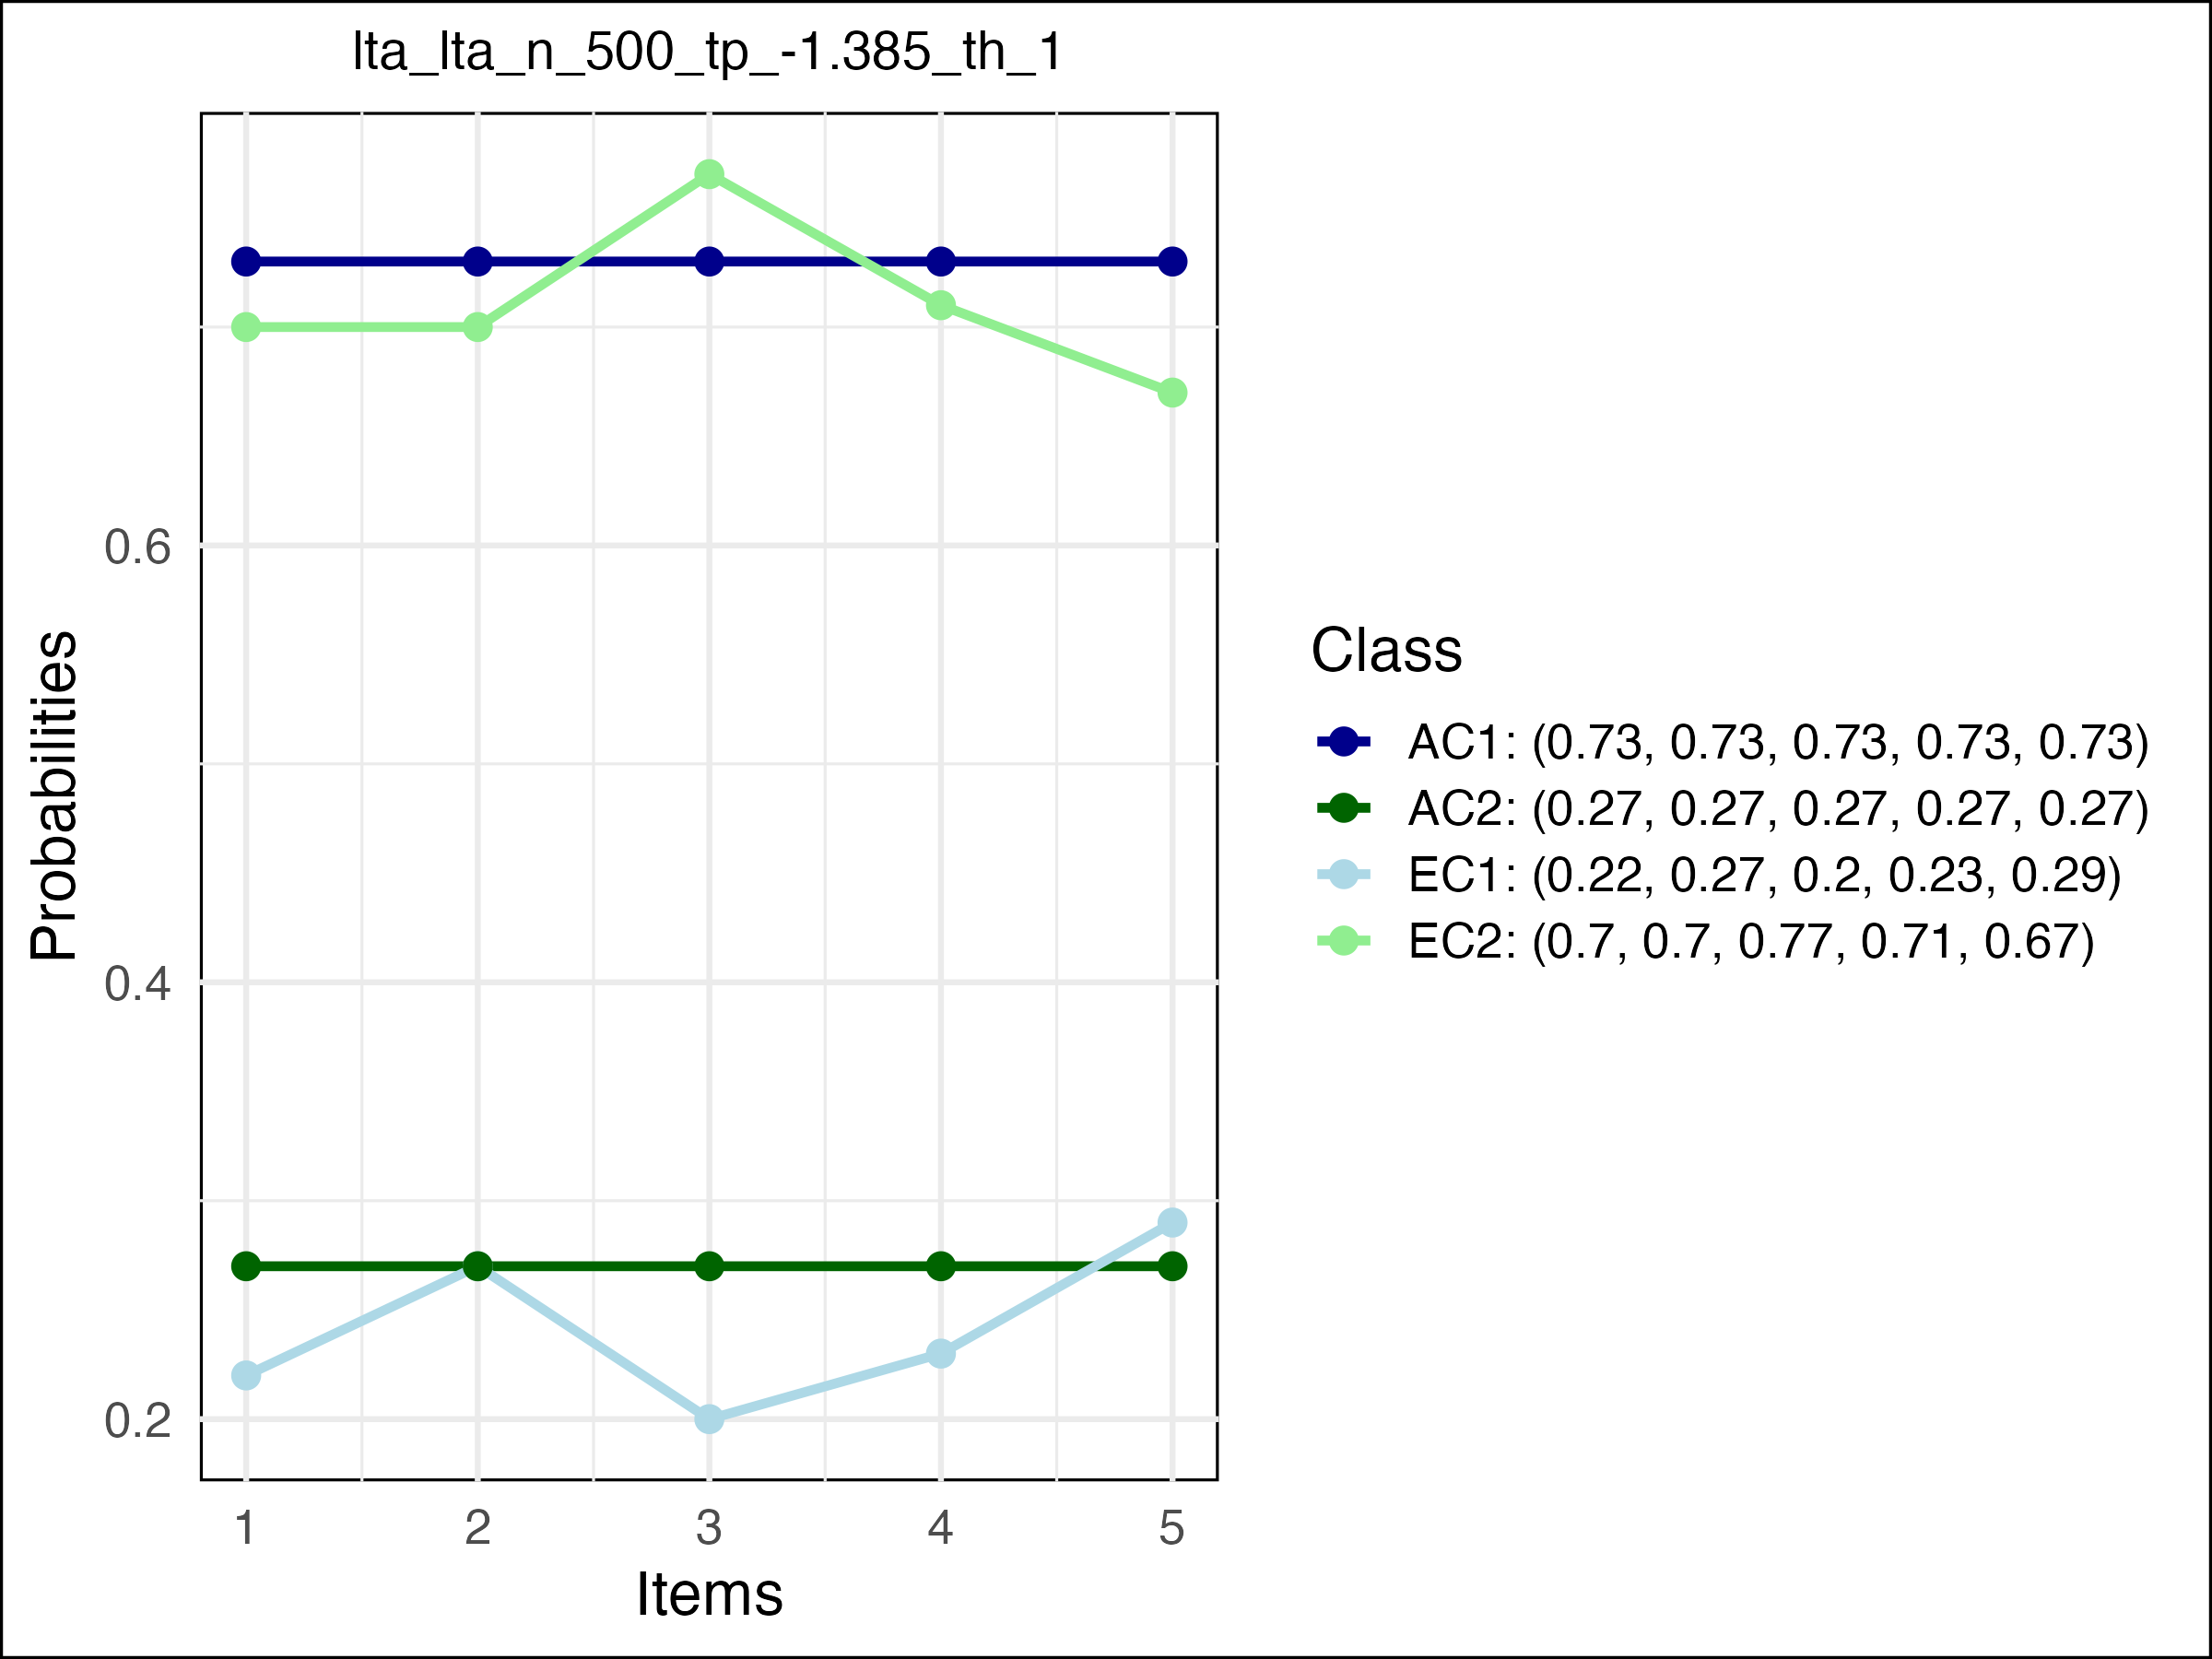 lta_lta_n_500_tp_-1.385_th_1
Probabilities
0.6
0.4
0.2
1 2 3 4 5
Items
Class
AC1: (0.73, 0.73, 0.73, 0.73, 0.73)
AC2: (0.27, 0.27, 0.27, 0.27, 0.27)
EC1: (0.22, 0.27, 0.2, 0.23, 0.29)
EC2: (0.7, 0.7, 0.77, 0.71, 0.67)